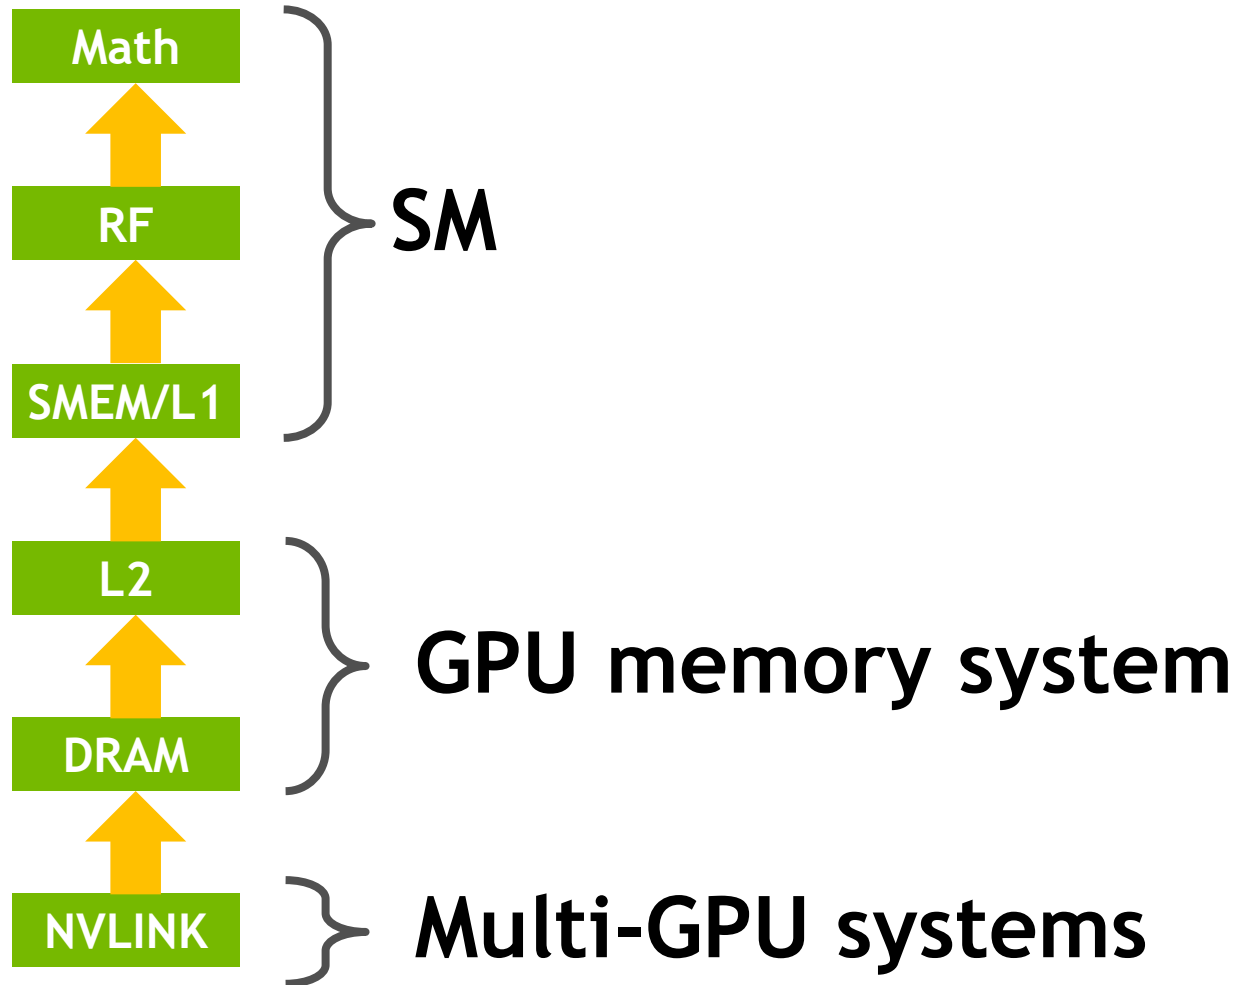 Math
RF
SM
SMEM/L1
L2
GPU memory system
DRAM
NVLINK
Multi-GPU systems